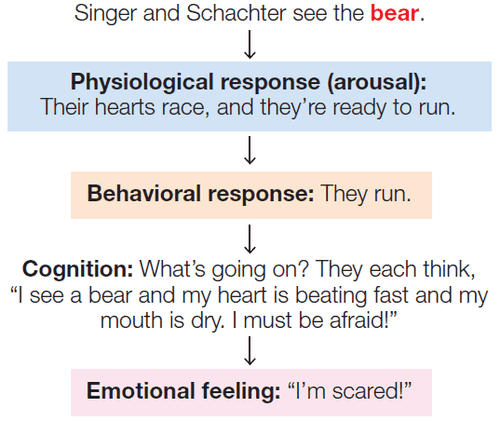 Singer and Schachter see the bear.
Physiological response (arousal):
Their hearts race, and they’re ready to run.
Behavioral response: They run.
Cognition: What’s going on? They each think,
“I see a bear and my heart is beating fast and my
mouth is dry. I must be afraid!”
Emotional feeling: “I’m scared!”